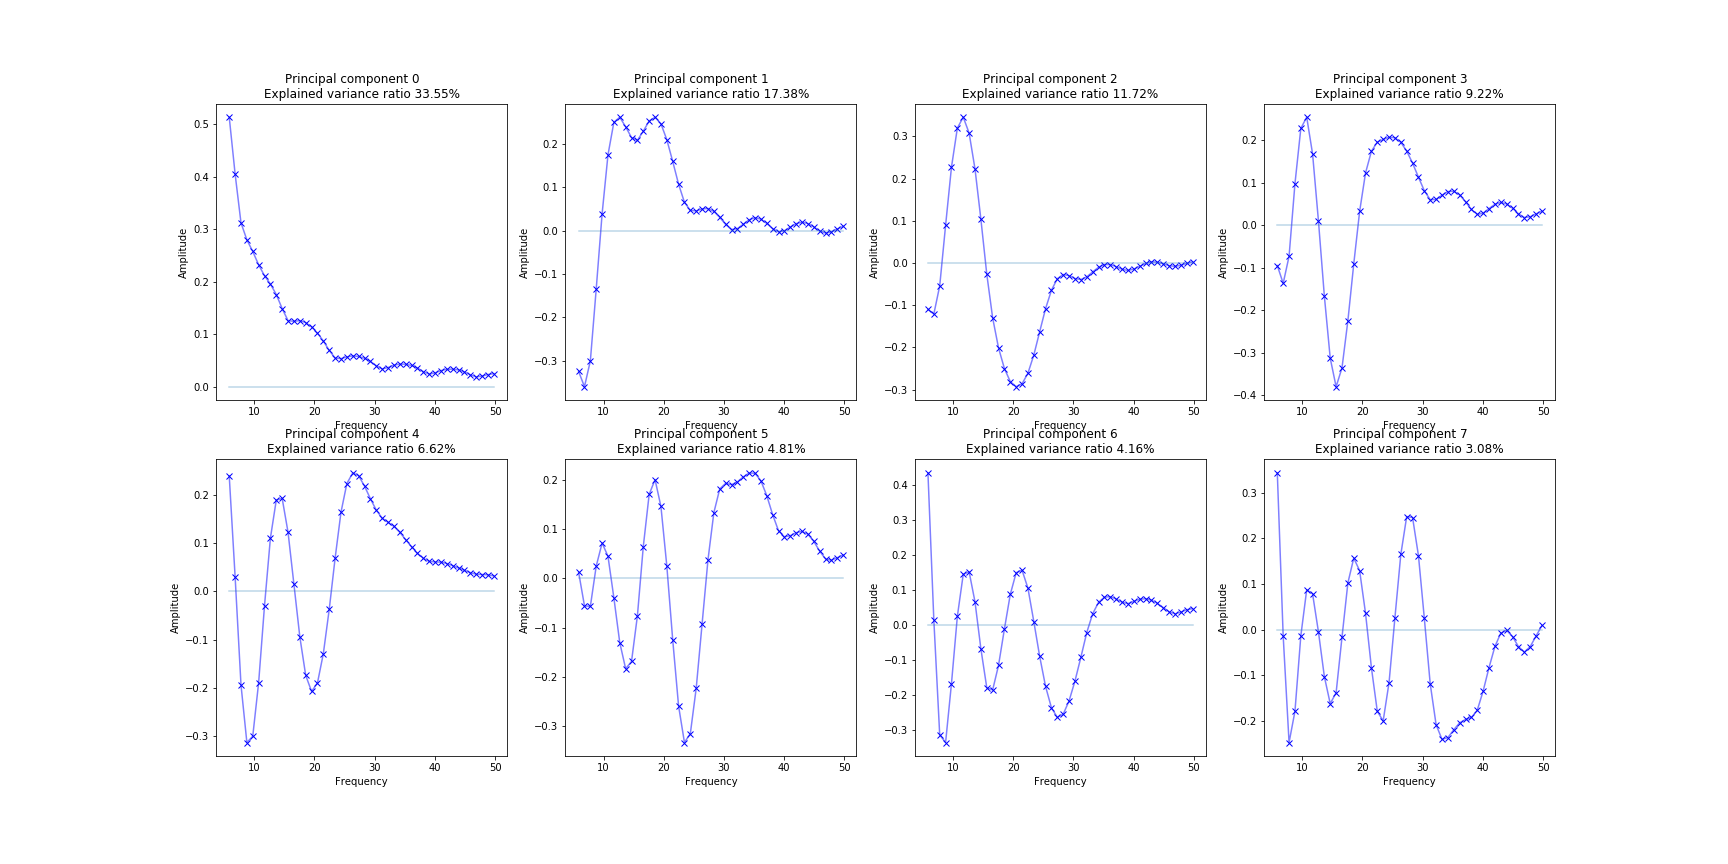 Principal component 0
Explained variance ratio 33.55%
Amplitude
0.5
0.4
0.3
0.2
0.1
0.0
10 20 30 40 50
Frequency
Principal component 1
Explained variance ratio 17.38%
Amplitude
0.2
0.1
0.0
−0.1
−0.2
−0.3
10 20 30 40 50
Frequency
Principal component 2
Explained variance ratio 11.72%
Amplitude
0.3
0.2
0.1
0.0
−0.1
−0.2
−0.3
10 20 30 40 50
Frequency
Principal component 3
Explained variance ratio 9.22%
Amplitude
0.2
0.1
0.0
−0.1
−0.2
−0.3
−0.4
10 20 30 40 50
Frequency
Principal component 4
Explained variance ratio 6.62%
Amplitude
0.2
0.1
0.0
−0.1
−0.2
−0.3
10 20 30 40 50
Frequency
Principal component 5
Explained variance ratio 4.81%
Amplitude
0.2
0.1
0.0
−0.1
−0.2
−0.3
10 20 30 40 50
Frequency
Principal component 6
Explained variance ratio 4.16%
Amplitude
0.4
0.3
0.2
0.1
0.0
−0.1
−0.2
−0.3
10 20 30 40 50
Frequency
Principal component 7
Explained variance ratio 3.08%
Amplitude
0.3
0.2
0.1
0.0
−0.1
−0.2
10 20 30 40 50
Frequency